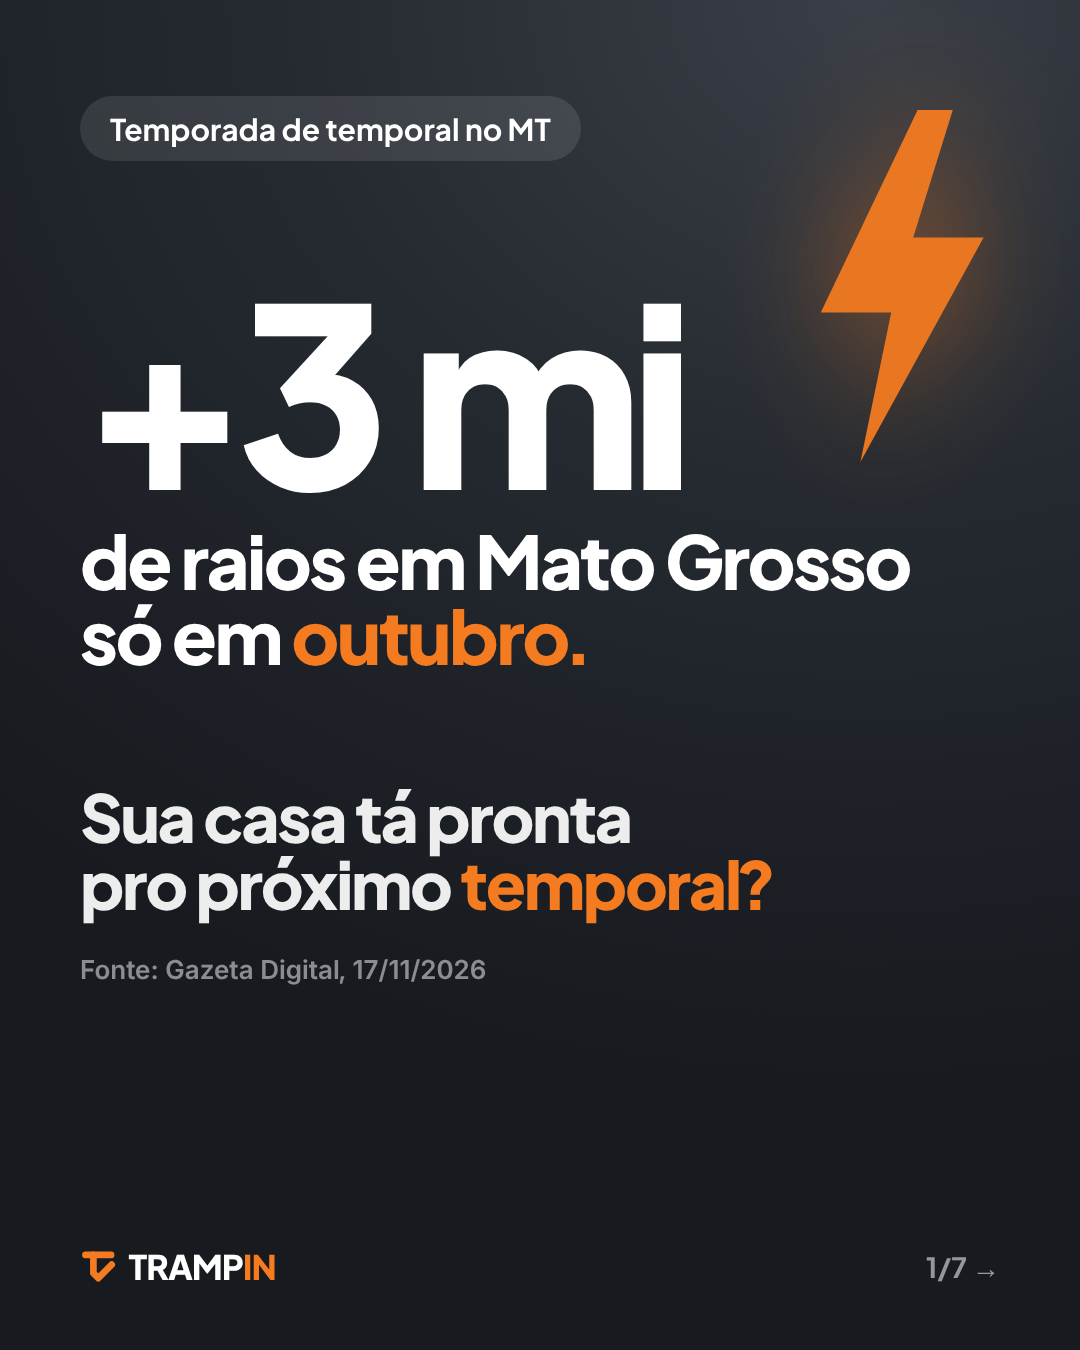 Temporada de temporal no MT
+3 mi
de raios em Mato Grosso
só em outubro.
Sua casa tá pronta
pro próximo temporal?
Fonte: Gazeta Digital, 17/11/2026
TRAMPIN
1/7 →